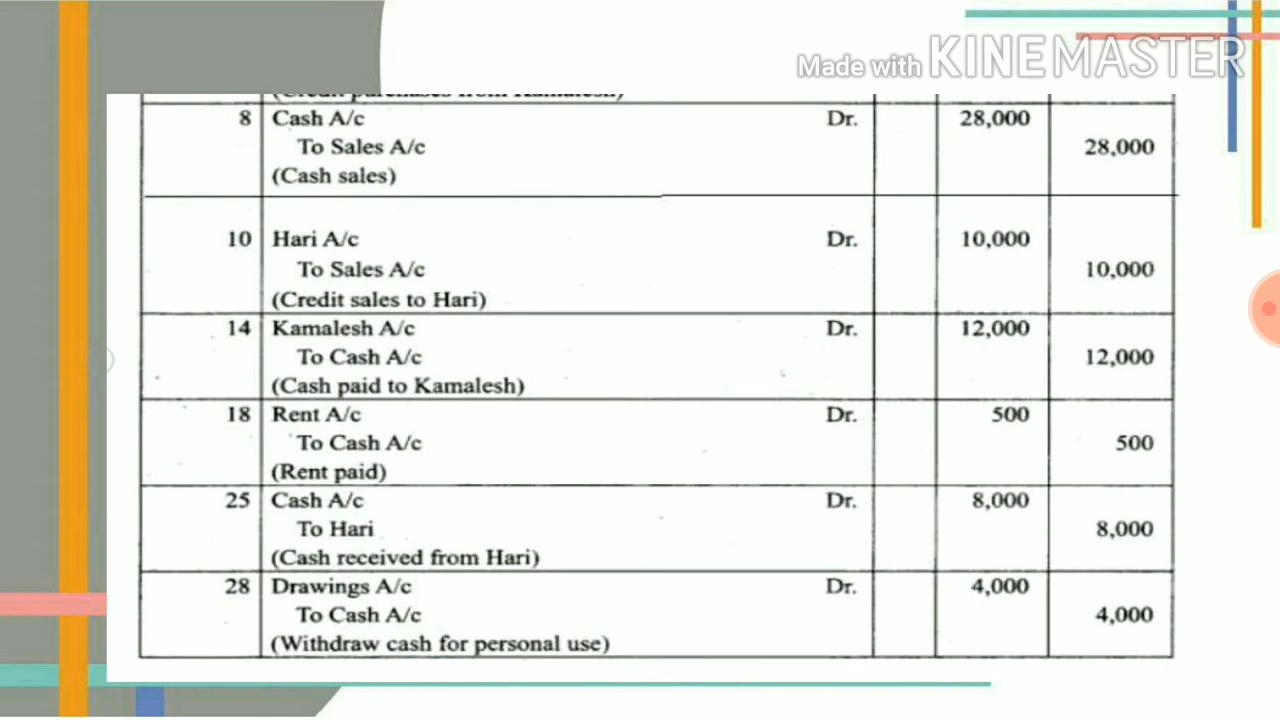 Made with KINEMASTER
(Credit purchases from Kamalesh)
8 Cash A/c Dr. 28,000
To Sales A/c 28,000
(Cash sales)
10 Hari A/c Dr. 10,000
To Sales A/c 10,000
(Credit sales to Hari)
14 Kamalesh A/c Dr. 12,000
To Cash A/c 12,000
(Cash paid to Kamalesh)
18 Rent A/c Dr. 500
To Cash A/c 500
(Rent paid)
25 Cash A/c Dr. 8,000
To Hari 8,000
(Cash received from Hari)
28 Drawings A/c Dr. 4,000
To Cash A/c 4,000
(Withdraw cash for personal use)